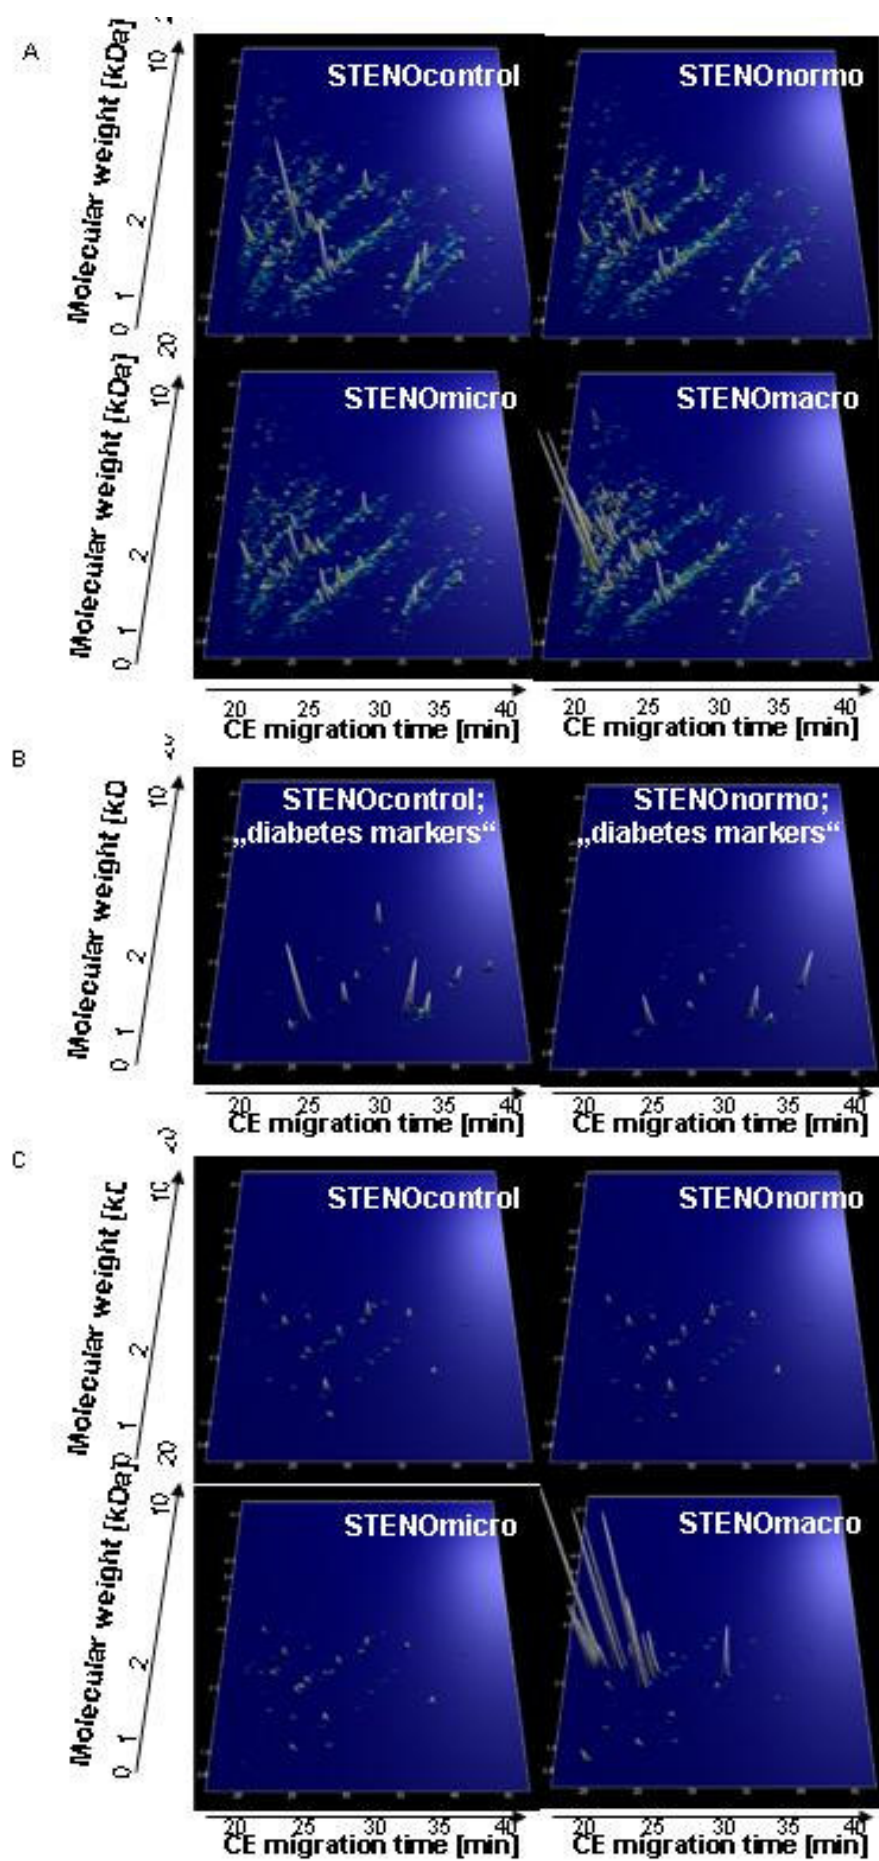 A
Molecular weight [kDa]
10
2
1
0
STENOcontrol
STENOnormo
20
Molecular weight [kDa]
10
2
1
0
STENOmicro
STENOmacro
20 25 30 35 40
20 25 30 35 40
CE migration time [min]
CE migration time [min]
B
Molecular weight [kD
10
2
1
0
STENOcontrol;
„diabetes markers“
STENOnormo;
„diabetes markers“
20 25 30 35 40
20 25 30 35 40
CE migration time [min]
CE migration time [min]
C
20
Molecular weight [k
10
2
1
0
STENOcontrol
STENOnormo
20
Molecular weight [kDa]
10
2
1
0
STENOmicro
STENOmacro
20 25 30 35 40
20 25 30 35 40
CE migration time [min]
CE migration time [min]